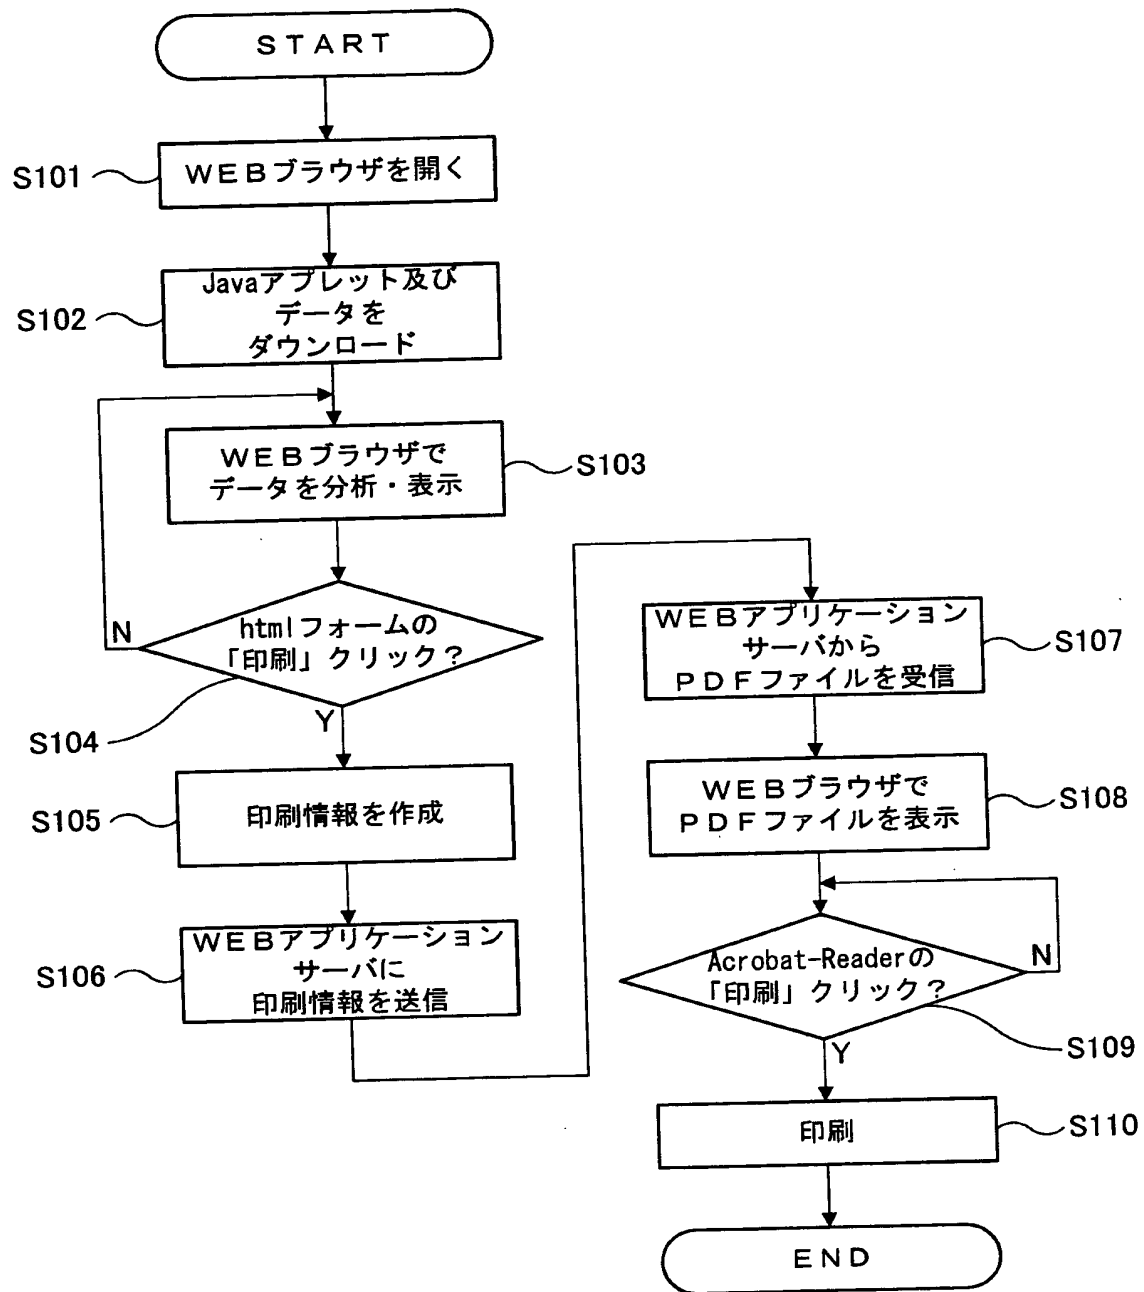 ＳＴＡＲＴ
S101
ＷＥＢブラウザを開く
S102
Javaアプレット及び
データを
ダウンロード
ＷＥＢブラウザで
データを分析・表示
S103
N
htmlフォームの
「印刷」クリック？
S104
Y
S105
印刷情報を作成
S106
ＷＥＢアプリケーション
サーバに
印刷情報を送信
ＷＥＢアプリケーション
サーバから
ＰＤＦファイルを受信
S107
ＷＥＢブラウザで
ＰＤＦファイルを表示
S108
Acrobat-Readerの
「印刷」クリック？
N
S109
Y
印刷
S110
ＥＮＤ